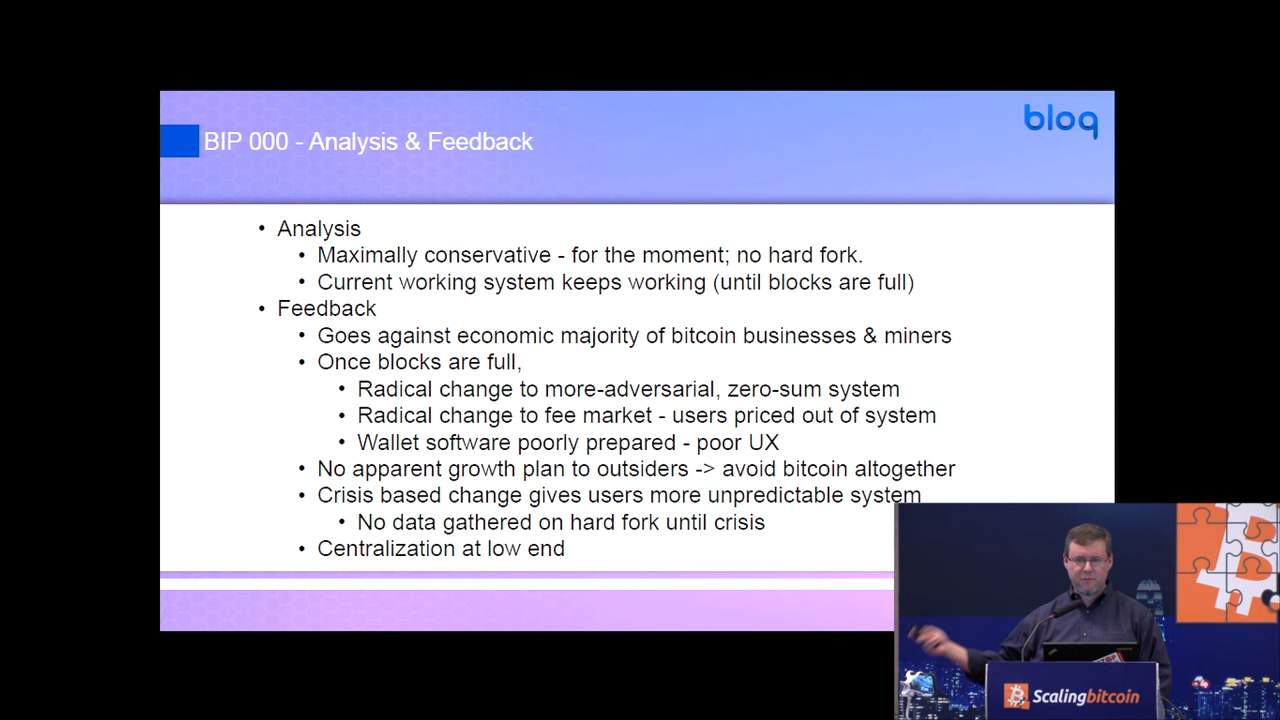 bloq
BIP 000 - Analysis & Feedback
• Analysis
• Maximally conservative - for the moment; no hard fork.
• Current working system keeps working (until blocks are full)
• Feedback
• Goes against economic majority of bitcoin businesses & miners
• Once blocks are full,
• Radical change to more-adversarial, zero-sum system
• Radical change to fee market - users priced out of system
• Wallet software poorly prepared - poor UX
• No apparent growth plan to outsiders -> avoid bitcoin altogether
• Crisis based change gives users more unpredictable system
• No data gathered on hard fork until crisis
• Centralization at low end
Scalingbitcoin